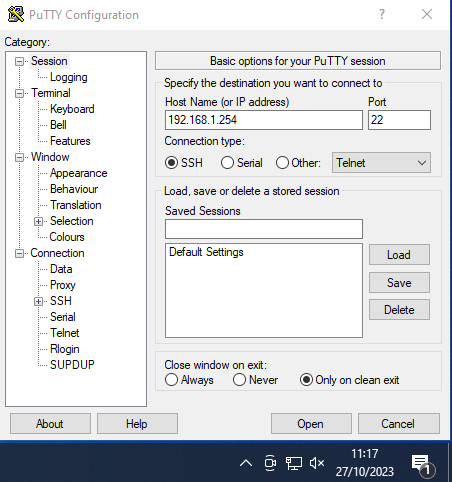 PuTTY Configuration
? ×
Category:
Session
Logging
Terminal
Keyboard
Bell
Features
Window
Appearance
Behaviour
Translation
Selection
Colours
Connection
Data
Proxy
SSH
Serial
Telnet
Rlogin
SUPDUP
Basic options for your PuTTY session
Specify the destination you want to connect to
Host Name (or IP address) Port
192.168.1.254 22
Connection type:
SSH Serial Other: Telnet
Load, save or delete a stored session
Saved Sessions
Default Settings
Load
Save
Delete
Close window on exit:
Always Never Only on clean exit
About Help Open Cancel
11:17
27/10/2023
1